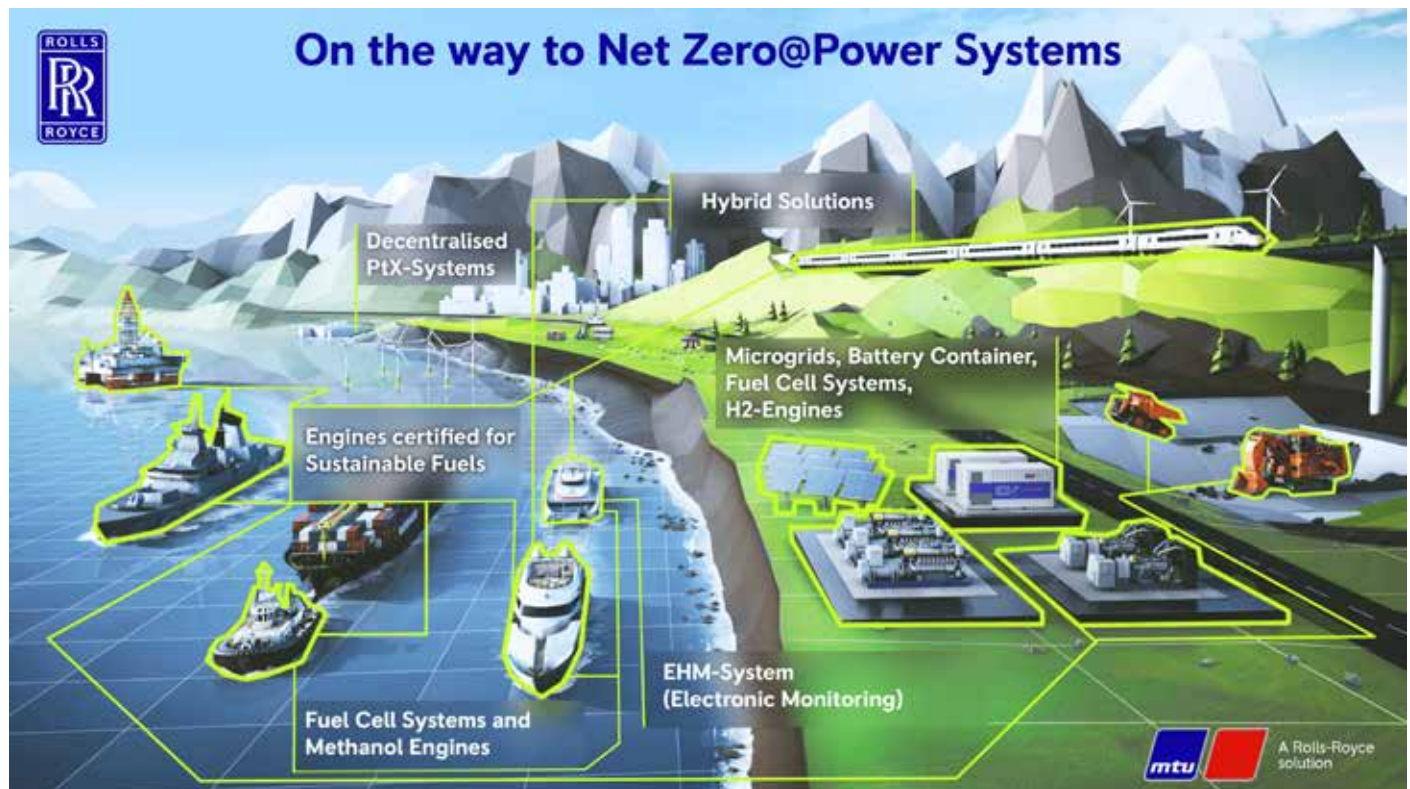 ROLLS
RR
ROYCE
On the way to Net Zero@Power Systems
Hybrid Solutions
Decentralised
PtX-Systems
Microgrids, Battery Container,
Fuel Cell Systems,
H2-Engines
Engines certified for
Sustainable Fuels
EHM-System
(Electronic Monitoring)
Fuel Cell Systems and
Methanol Engines
mtu
A Rolls-Royce
solution